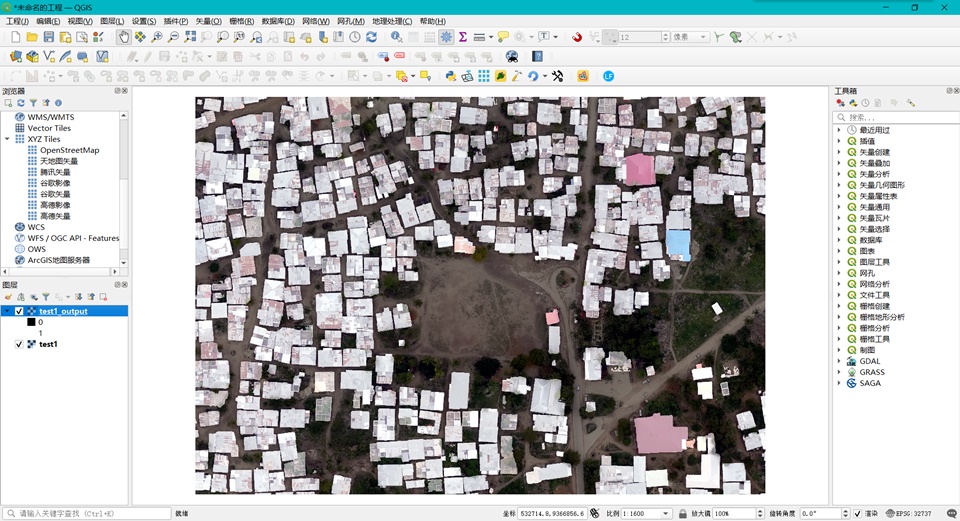 *未命名的工程 — QGIS
工程(J) 编辑(E) 视图(V) 图层(L) 设置(S) 插件(P) 矢量(O) 栅格(R) 数据库(D) 网络(W) 网孔(M) 地理处理(C) 帮助(H)
12 像素
浏览器
WMS/WMTS
Vector Tiles
XYZ Tiles
OpenStreetMap
天地图矢量
腾讯矢量
谷歌影像
谷歌矢量
高德影像
高德矢量
WCS
WFS / OGC API - Features
OWS
ArcGIS地图服务器
图层
test1_output
0
1
test1
工具箱
搜索...
最近用过
插值
矢量创建
矢量叠加
矢量分析
矢量几何图形
矢量属性表
矢量通用
矢量瓦片
矢量选择
数据库
图表
图层工具
网孔
网络分析
文件工具
栅格创建
栅格地形分析
栅格分析
栅格工具
制图
GDAL
GRASS
SAGA
请输入关键字查找 (Ctrl+K) 就绪 坐标 532714.8,9366856.6 比例 1:1600 放大镜 100% 旋转角度 0.0° 渲染 EPSG:32737